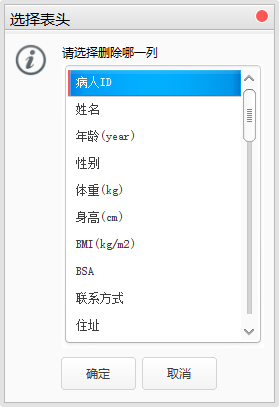 选择表头
请选择删除哪一列
病人ID
姓名
年龄(year)
性别
体重(kg)
身高(cm)
BMI(kg/m2)
BSA
联系方式
住址
确定
取消